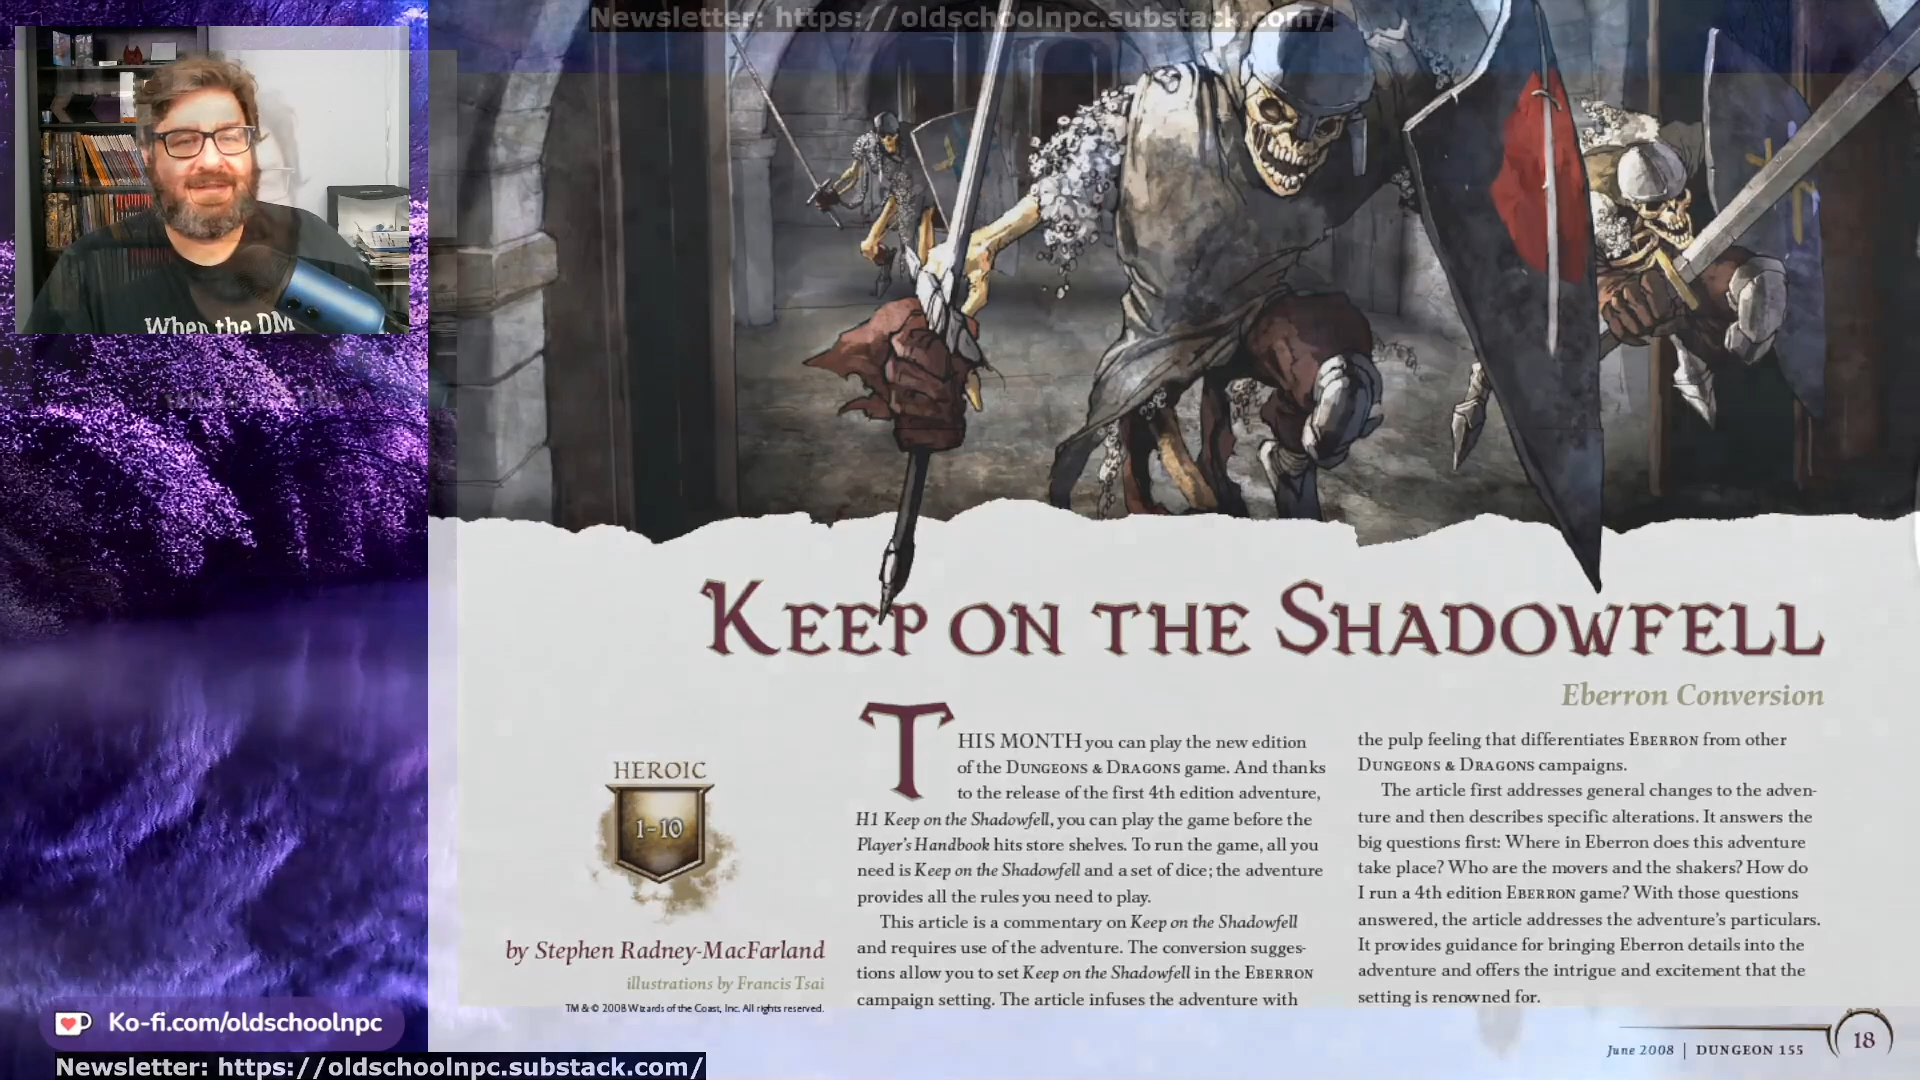 Newsletter: https://oldschoolnpc.substack.com/
When the DM
KEEP ON THE SHADOWFELL
Eberron Conversion
HEROIC
1-10
by Stephen Radney-MacFarland
illustrations by Francis Tsai
TM & © 2008 Wizards of the Coast, Inc. All rights reserved.
THIS MONTH you can play the new edition
of the DUNGEONS & DRAGONS game. And thanks
to the release of the first 4th edition adventure,
H1 Keep on the Shadowfell, you can play the game before the
Player's Handbook hits store shelves. To run the game, all you
need is Keep on the Shadowfell and a set of dice; the adventure
provides all the rules you need to play.
This article is a commentary on Keep on the Shadowfell
and requires use of the adventure. The conversion sugges-
tions allow you to set Keep on the Shadowfell in the EBERRON
campaign setting. The article infuses the adventure with
the pulp feeling that differentiates EBERRON from other
DUNGEONS & DRAGONS campaigns.
The article first addresses general changes to the adven-
ture and then describes specific alterations. It answers the
big questions first: Where in Eberron does this adventure
take place? Who are the movers and the shakers? How do
I run a 4th edition EBERRON game? With those questions
answered, the article addresses the adventure's particulars.
It provides guidance for bringing Eberron details into the
adventure and offers the intrigue and excitement that the
setting is renowned for.
June 2008 | DUNGEON 155
18
Ko-fi.com/oldschoolnpc
Newsletter: https://oldschoolnpc.substack.com/